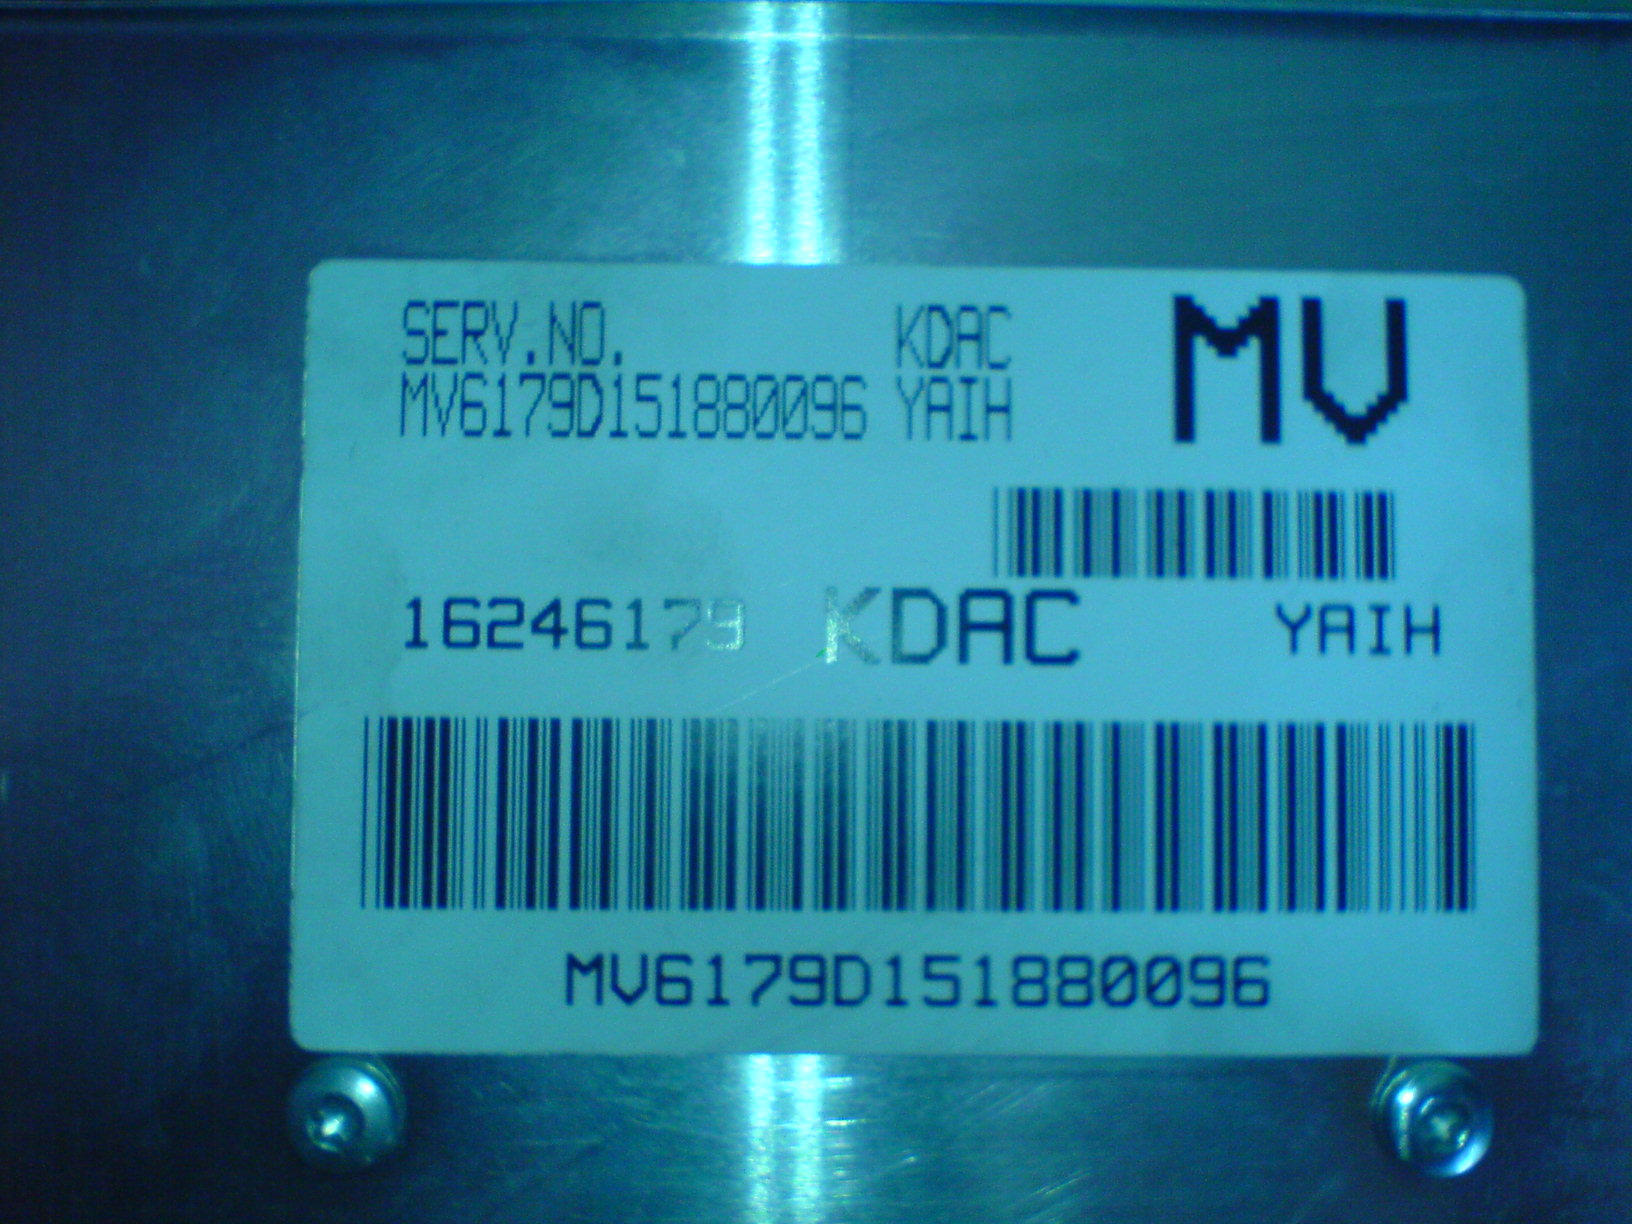 SERV.NO. KDAC MV
MV6179D151880096 YAIH
16246179 KDAC YAIH
MV6179D151880096